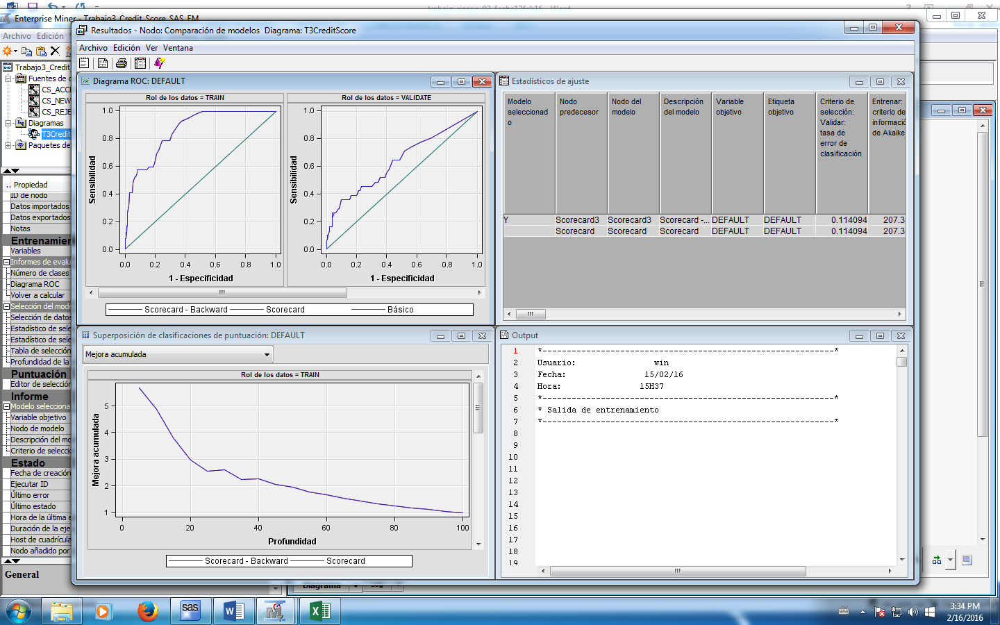 Enterprise Miner - Trabajo3_Credit_Score_SAS_EM
Archivo Edición
Trabajo3_Credit
Fuentes de
CS_ACC
CS_NEW
CS_REJE
Diagramas
T3Credit
Paquetes de
.. Propiedad
ID de nodo
Datos importados
Datos exportados
Notas
Entrenamien
Variables
Informes de evalu
Número de clases
Diagrama ROC
Volver a calcular
Selección del mode
Selección de datos
Estadístico de sele
Estadístico de sele
Tabla de selección
Profundidad de la
Puntuación
Editor de selecció
Informe
Modelo selecciona
Variable objetivo
Nodo de modelo
Descripción del mo
Criterio de selecci
Estado
Fecha de creación
Ejecutar ID
Último error
Último estado
Hora de la última e
Duración de la eje
Host de cuadrícula
Nodo añadido por
General
Resultados - Nodo: Comparación de modelos Diagrama: T3CreditScore
Archivo Edición Ver Ventana
Diagrama ROC: DEFAULT
Rol de los datos = TRAIN
Rol de los datos = VALIDATE
Sensibilidad
1.0
0.8
0.6
0.4
0.2
0.0
0.0 0.2 0.4 0.6 0.8 1.0
1 - Especificidad
Sensibilidad
1.0
0.8
0.6
0.4
0.2
0.0
0.0 0.2 0.4 0.6 0.8 1.0
1 - Especificidad
Scorecard - Backward Scorecard Básico
Estadísticos de ajuste
Modelo seleccionad o
Nodo predecesor
Nodo del modelo
Descripción del modelo
Variable objetivo
Etiqueta objetivo
Criterio de selección: Validar: tasa de error de clasificación
Entrenar: criterio de informació de Akaike
Y Scorecard3 Scorecard3 Scorecard -... DEFAULT DEFAULT 0.114094 207.3
Scorecard Scorecard Scorecard DEFAULT DEFAULT 0.114094 207.3
Superposición de clasificaciones de puntuación: DEFAULT
Mejora acumulada
Rol de los datos = TRAIN
Mejora acumulada
5
4
3
2
1
0 20 40 60 80 100
Profundidad
Scorecard - Backward Scorecard
Output
1 *------------------------------------------------------------*
2 Usuario: win
3 Fecha: 15/02/16
4 Hora: 15H37
5 *------------------------------------------------------------*
6 * Salida de entrenamiento
7 *------------------------------------------------------------*
8
9
10
11
12
13
14
15
16
17
18
19
Diagrama Log
3:34 PM
2/16/2016